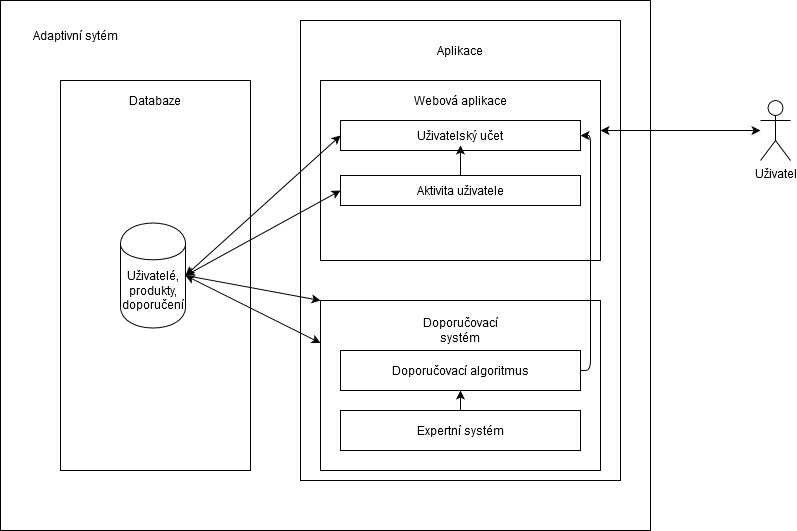 Adaptivní sytém
Aplikace
Databaze
Webová aplikace
Uživatelský učet
Aktivita uživatele
Uživatel
Uživatelé,
produkty,
doporučení
Doporučovací
systém
Doporučovací algoritmus
Expertní systém